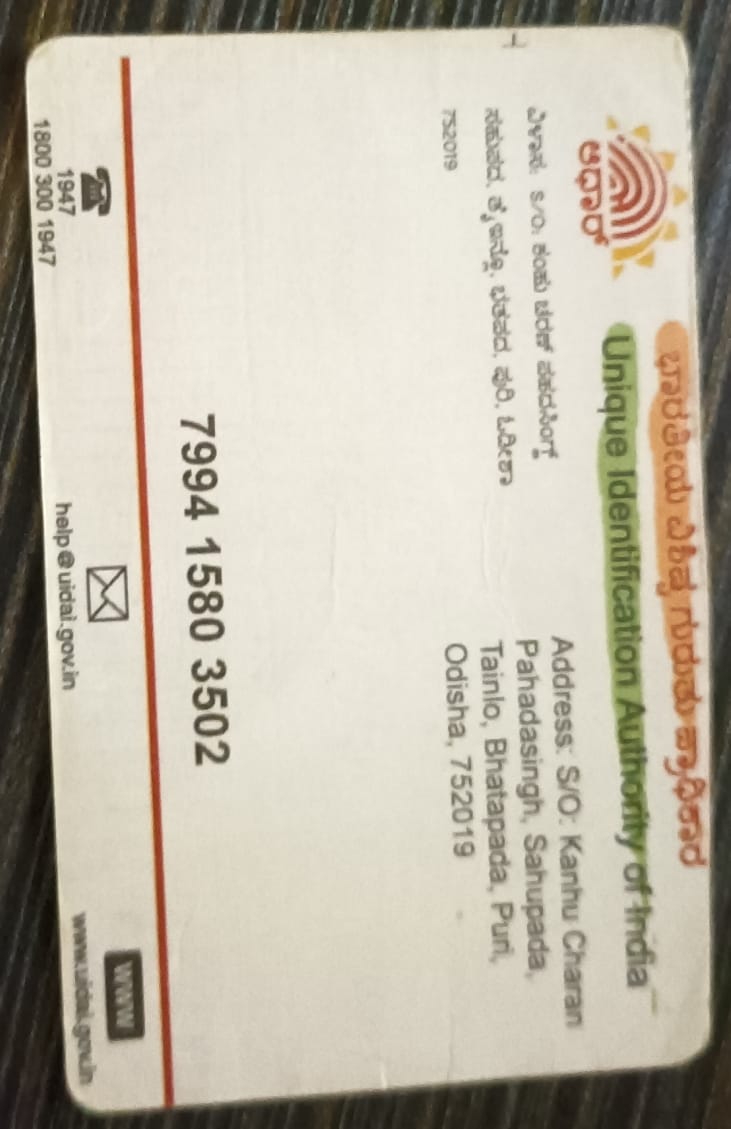 ಭಾರತೀಯ ವಿಶಿಷ್ಟ ಗುರುತು ಪ್ರಾಧಿಕಾರ
Unique Identification Authority of India
ಆಧಾರ್
ವಿಳಾಸ: S/O: ಕಂಹು ಚರಣ್ ಪಹದಸಿಂಗ್
ಸಹುಪದ, ತೈಇನ್ಲೊ, ಭತಪದ, ಪುರಿ, ಓಡೀಶಾ
752019
Address: S/O: Kanhu Charan
Pahadasingh, Sahupada,
Tainlo, Bhatapada, Puri,
Odisha, 752019
7994 1580 3502
1947
1800 300 1947
help@uidai.gov.in
WWW
www.uidai.gov.in